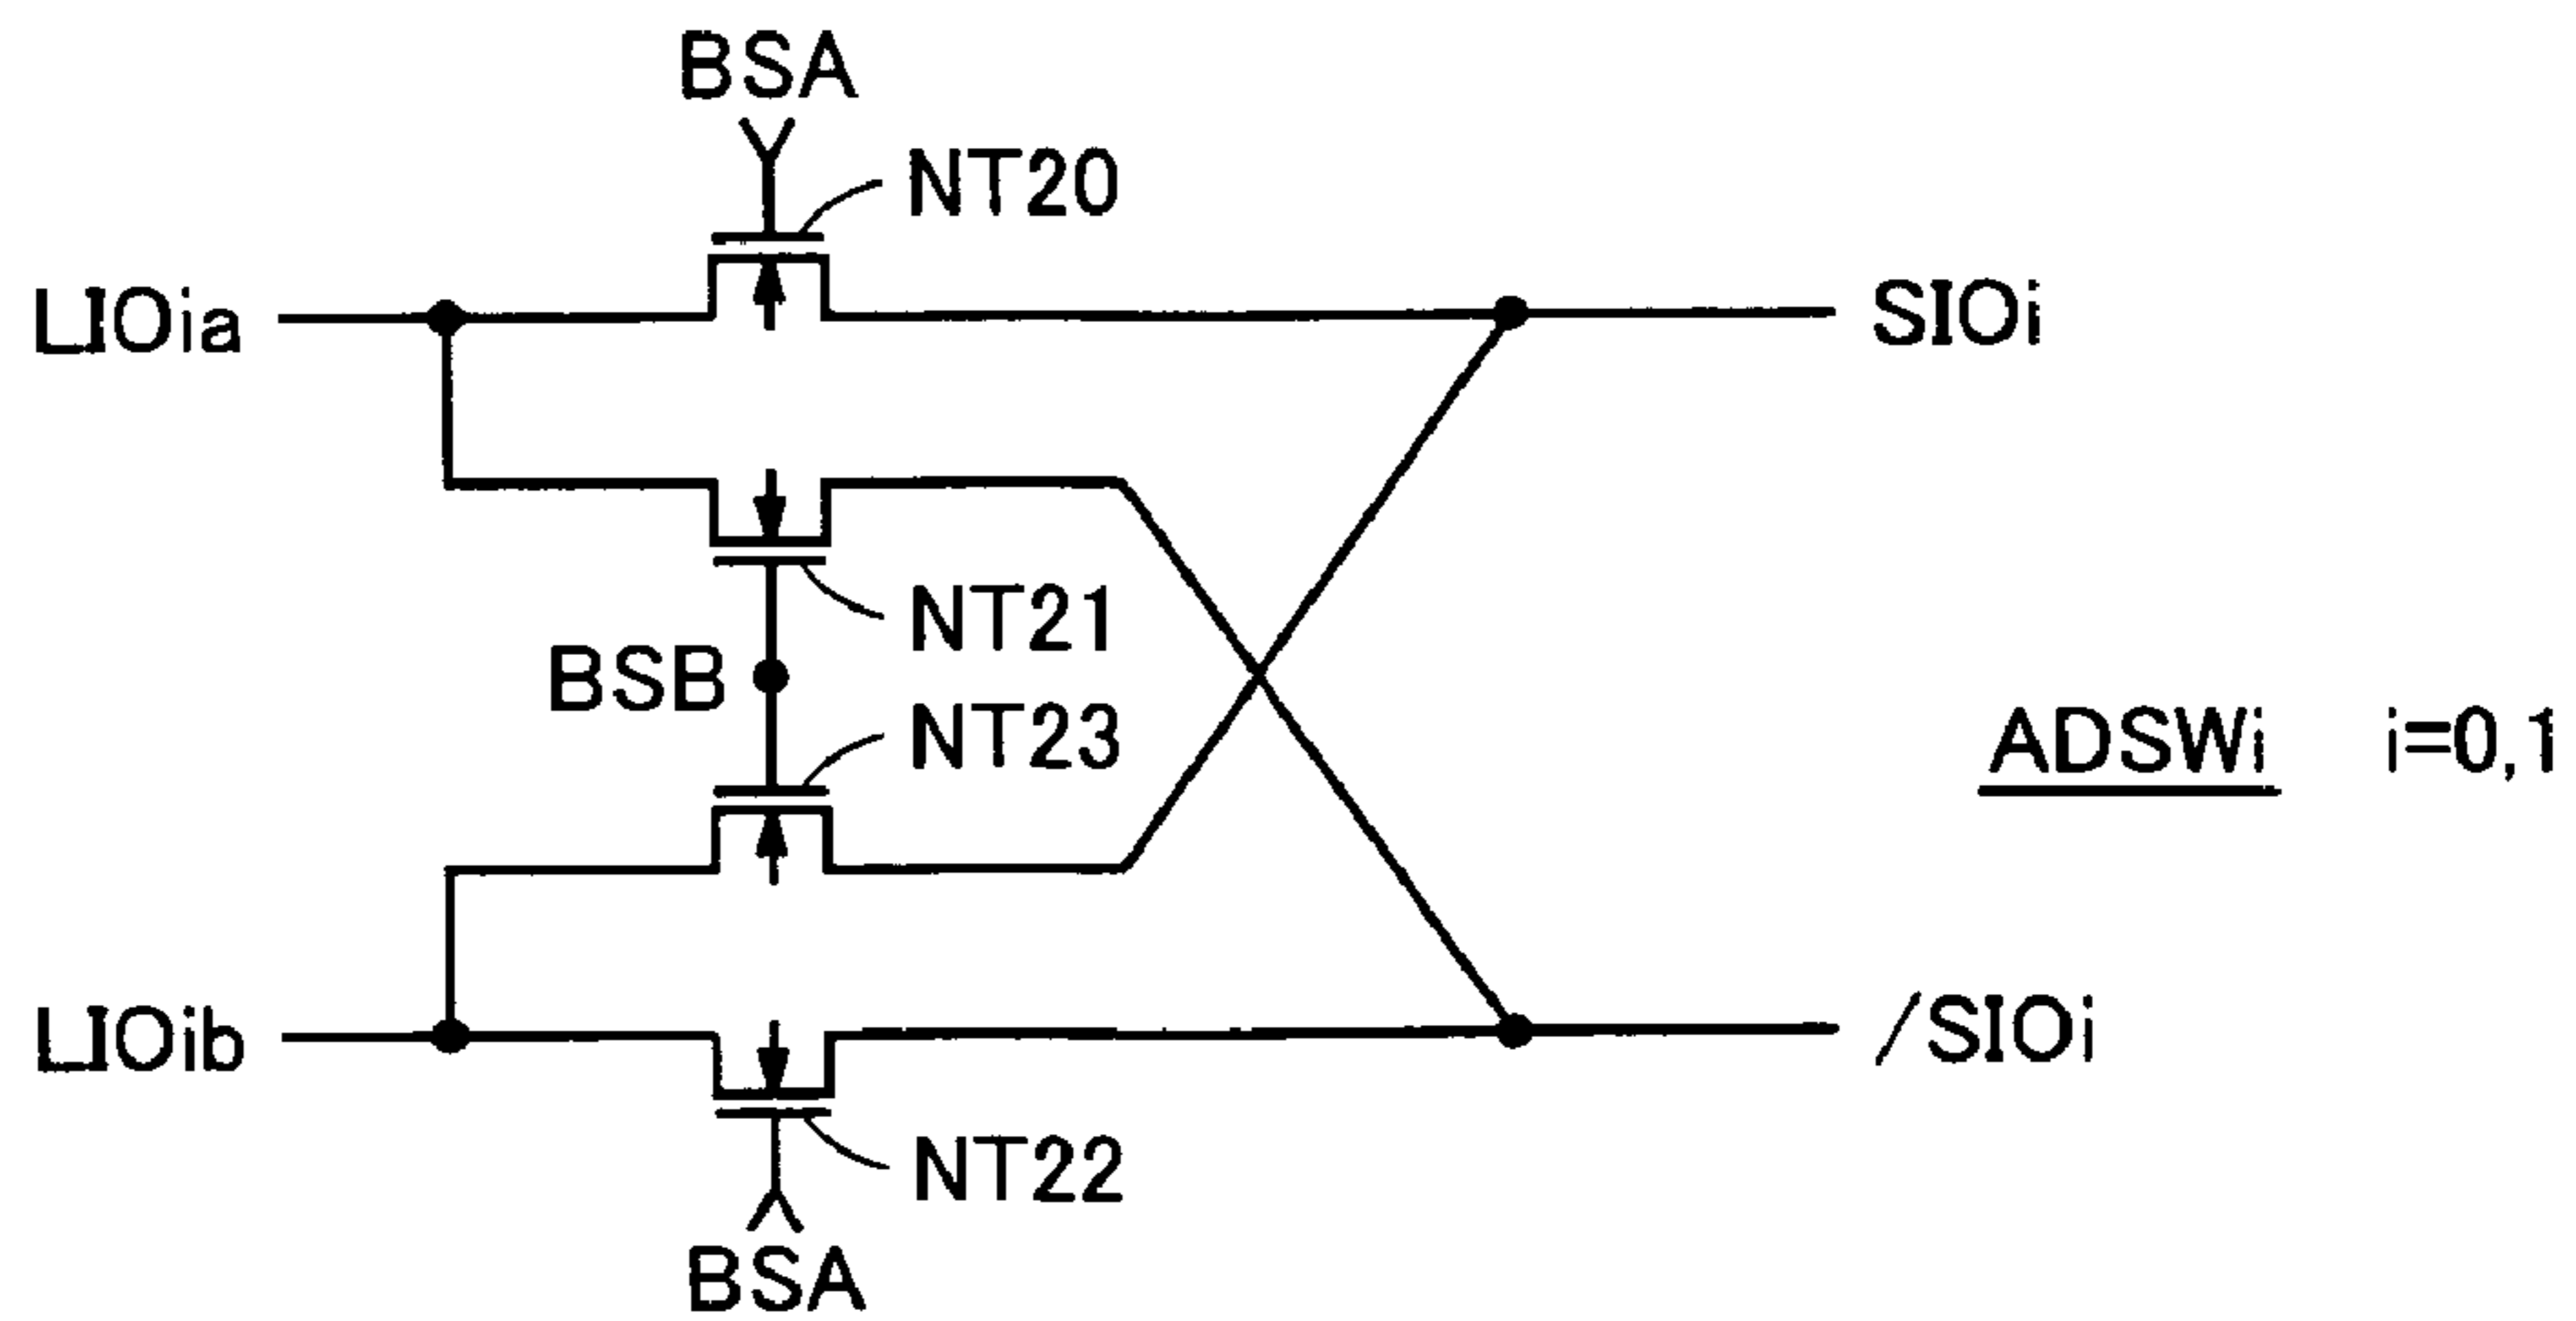 BSA
NT20
LIOia
SIOi
NT21
BSB
NT23
ADSWi i=0,1
LIOib
/SIOi
NT22
BSA